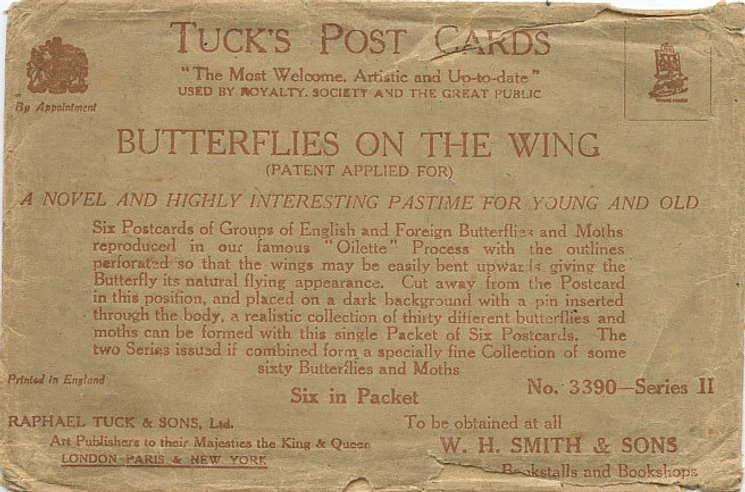 TUCK'S POST CARDS
"The Most Welcome, Artistic and Up-to-date"
USED BY ROYALTY, SOCIETY AND THE GREAT PUBLIC
By Appointment
TRADE MARK
BUTTERFLIES ON THE WING
(PATENT APPLIED FOR)
A NOVEL AND HIGHLY INTERESTING PASTIME FOR YOUNG AND OLD
Six Postcards of Groups of English and Foreign Butterflies and Moths
reproduced in our famous "Oilette" Process with the outlines
perforated so that the wings may be easily bent upwards giving the
Butterfly its natural flying appearance. Cut away from the Postcard
in this position, and placed on a dark background with a pin inserted
through the body, a realistic collection of thirty different butterflies and
moths can be formed with this single Packet of Six Postcards. The
two Series issued if combined form a specially fine Collection of some
sixty Butterflies and Moths
Printed in England
Six in Packet
No. 3390—Series II
RAPHAEL TUCK & SONS, Ltd.
Art Publishers to their Majesties the King & Queen
LONDON PARIS & NEW YORK
To be obtained at all
W. H. SMITH & SONS
Bookstalls and Bookshops